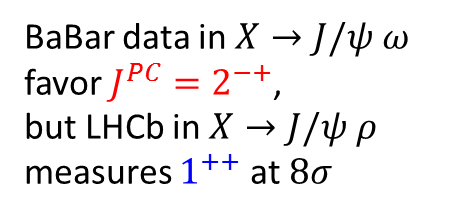 BaBar data in X → J/ψ ω
favor J^{PC} = 2^{-+},
but LHCb in X → J/ψ ρ
measures 1^{++} at 8σ